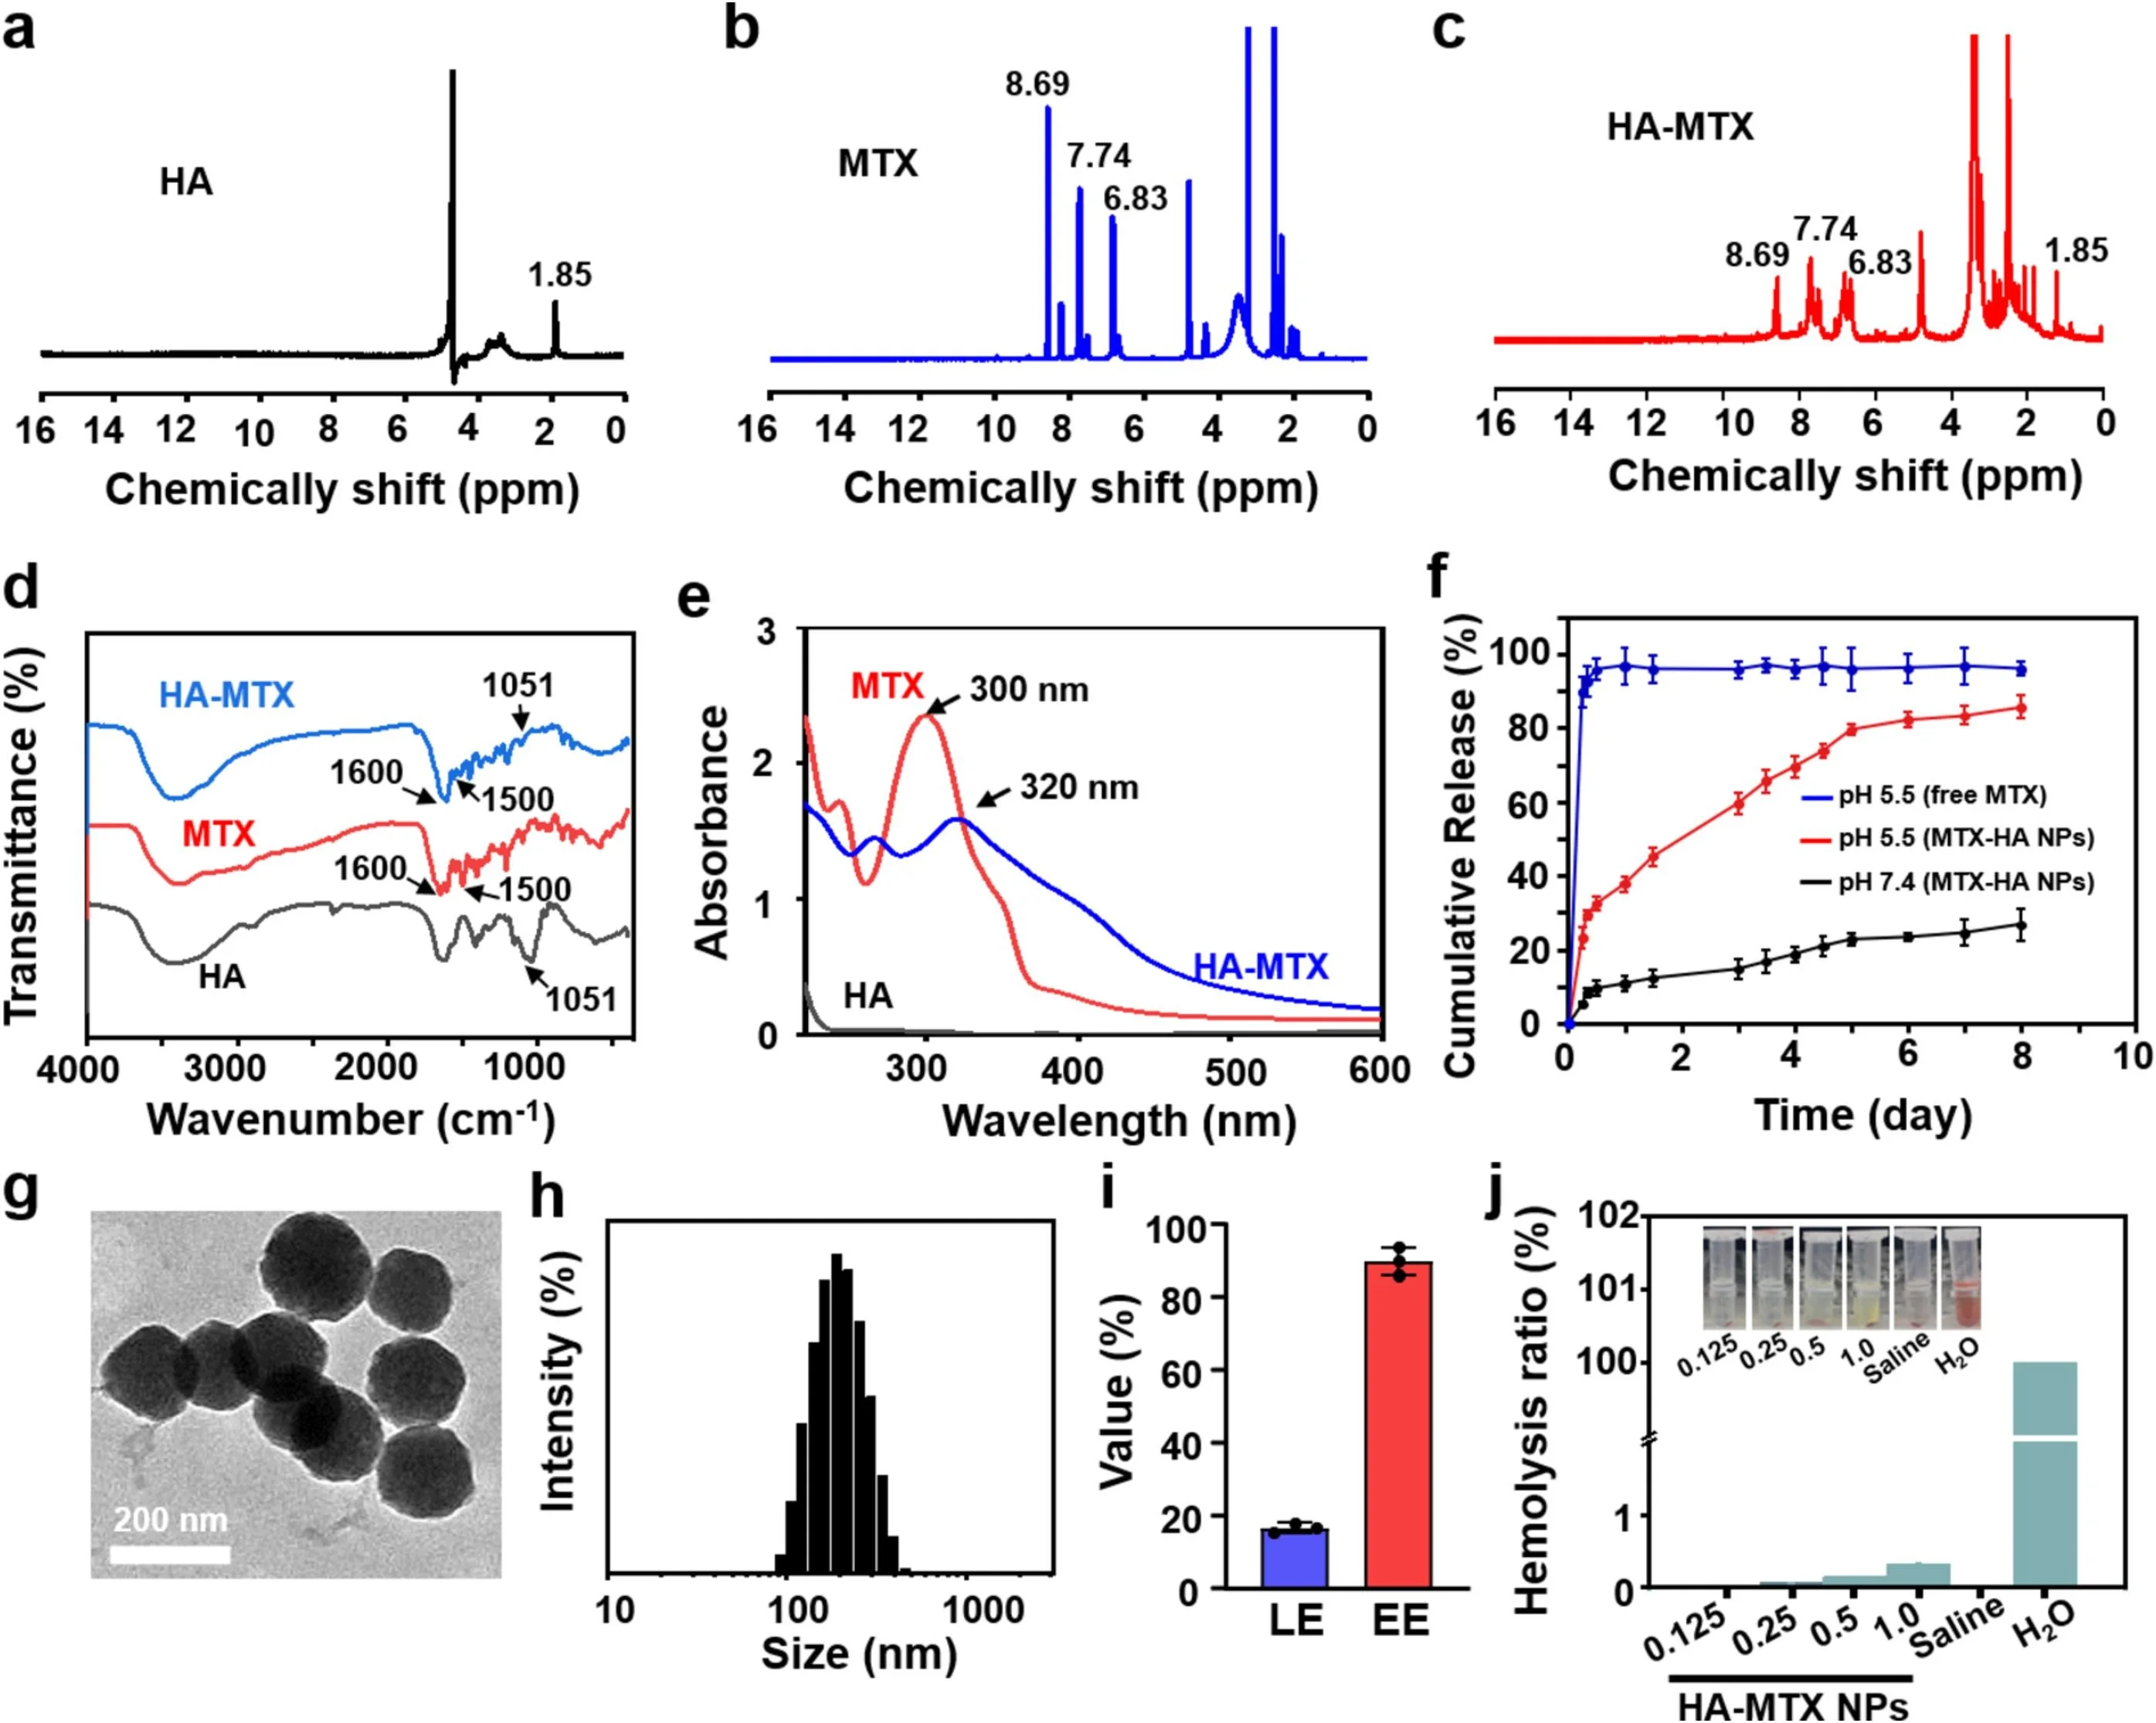 a
HA
1.85
16 14 12 10 8 6 4 2 0
Chemically shift (ppm)
b
8.69
7.74
6.83
MTX
16 14 12 10 8 6 4 2 0
Chemically shift (ppm)
c
HA-MTX
8.69
7.74
6.83
1.85
16 14 12 10 8 6 4 2 0
Chemically shift (ppm)
d
Transmittance (%)
HA-MTX
1051
1600
1500
MTX
1600
1500
HA
1051
4000 3000 2000 1000
Wavenumber (cm⁻¹)
e
Absorbance
3
2
1
0
MTX
300 nm
320 nm
HA-MTX
HA
300 400 500 600
Wavelength (nm)
f
Cumulative Release (%)
100
80
60
40
20
0
pH 5.5 (free MTX)
pH 5.5 (MTX-HA NPs)
pH 7.4 (MTX-HA NPs)
0 2 4 6 8 10
Time (day)
g
200 nm
h
Intensity (%)
10 100 1000
Size (nm)
i
Value (%)
100
80
60
40
20
0
LE EE
j
Hemolysis ratio (%)
102
101
100
1
0
0.125 0.25 0.5 1.0 Saline H₂O
0.125 0.25 0.5 1.0 Saline H₂O
HA-MTX NPs